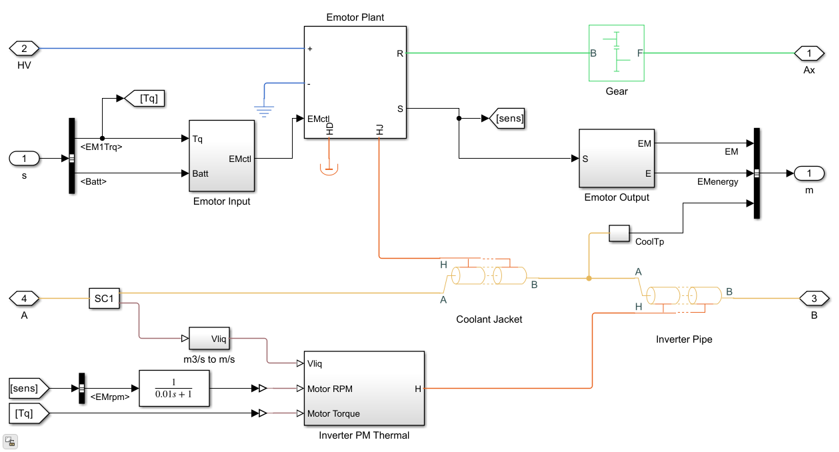 Emotor Plant
2
HV
+
-
R
S
EMctl
HD
HJ
B
F
Gear
1
Ax
[Tq]
[sens]
1
s
<EM1Trq>
<Batt>
Tq
Batt
EMctl
Emotor Input
S
EM
E
Emotor Output
EM
EMenergy
CoolTp
1
m
H
A
B
Coolant Jacket
A
H
B
Inverter Pipe
4
A
SC1
3
B
Vliq
m3/s to m/s
[sens]
<EMrpm>
1
0.01s + 1
[Tq]
Vliq
Motor RPM
Motor Torque
H
Inverter PM Thermal